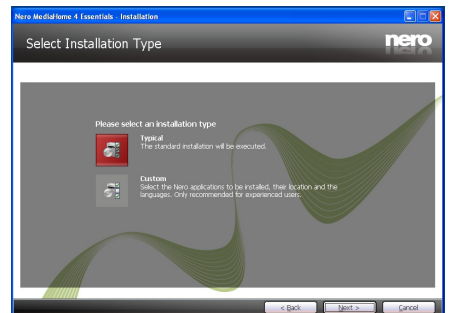 Nero MediaHome 4 Essentials - Installation
Select Installation Type
nero
Please select an installation type
Typical
The standard installation will be executed.
Custom
Select the Nero applications to be installed, their location and the
languages. Only recommended for experienced users.
< Back
Next >
Cancel